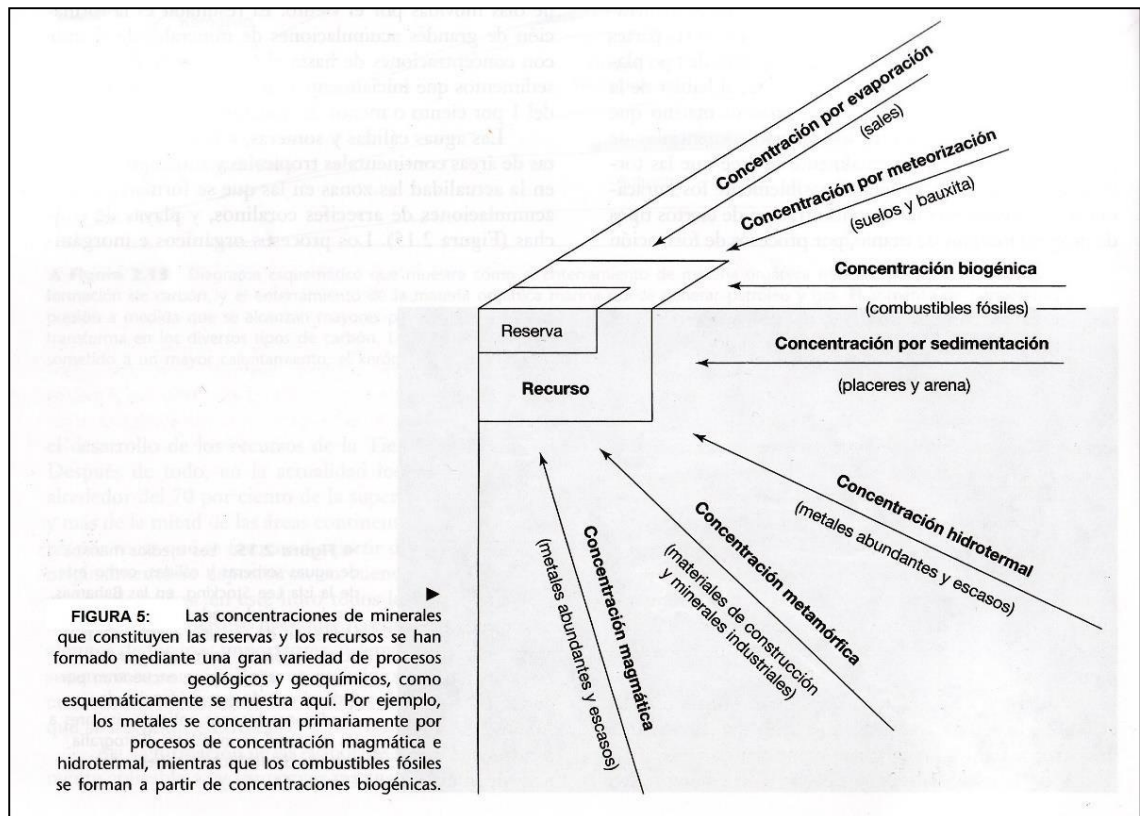 Concentración por evaporación
(sales)
Concentración por meteorización
(suelos y bauxita)
Concentración biogénica
(combustibles fósiles)
Reserva
Recurso
Concentración por sedimentación
(placeres y arena)
Concentración hidrotermal
(metales abundantes y escasos)
Concentración metamórfica
(materiales de construcción
y minerales industriales)
Concentración magmática
(metales abundantes y escasos)
FIGURA 5: Las concentraciones de minerales
que constituyen las reservas y los recursos se han
formado mediante una gran variedad de procesos
geológicos y geoquímicos, como
esquemáticamente se muestra aquí. Por ejemplo,
los metales se concentran primariamente por
procesos de concentración magmática e
hidrotermal, mientras que los combustibles fósiles
se forman a partir de concentraciones biogénicas.